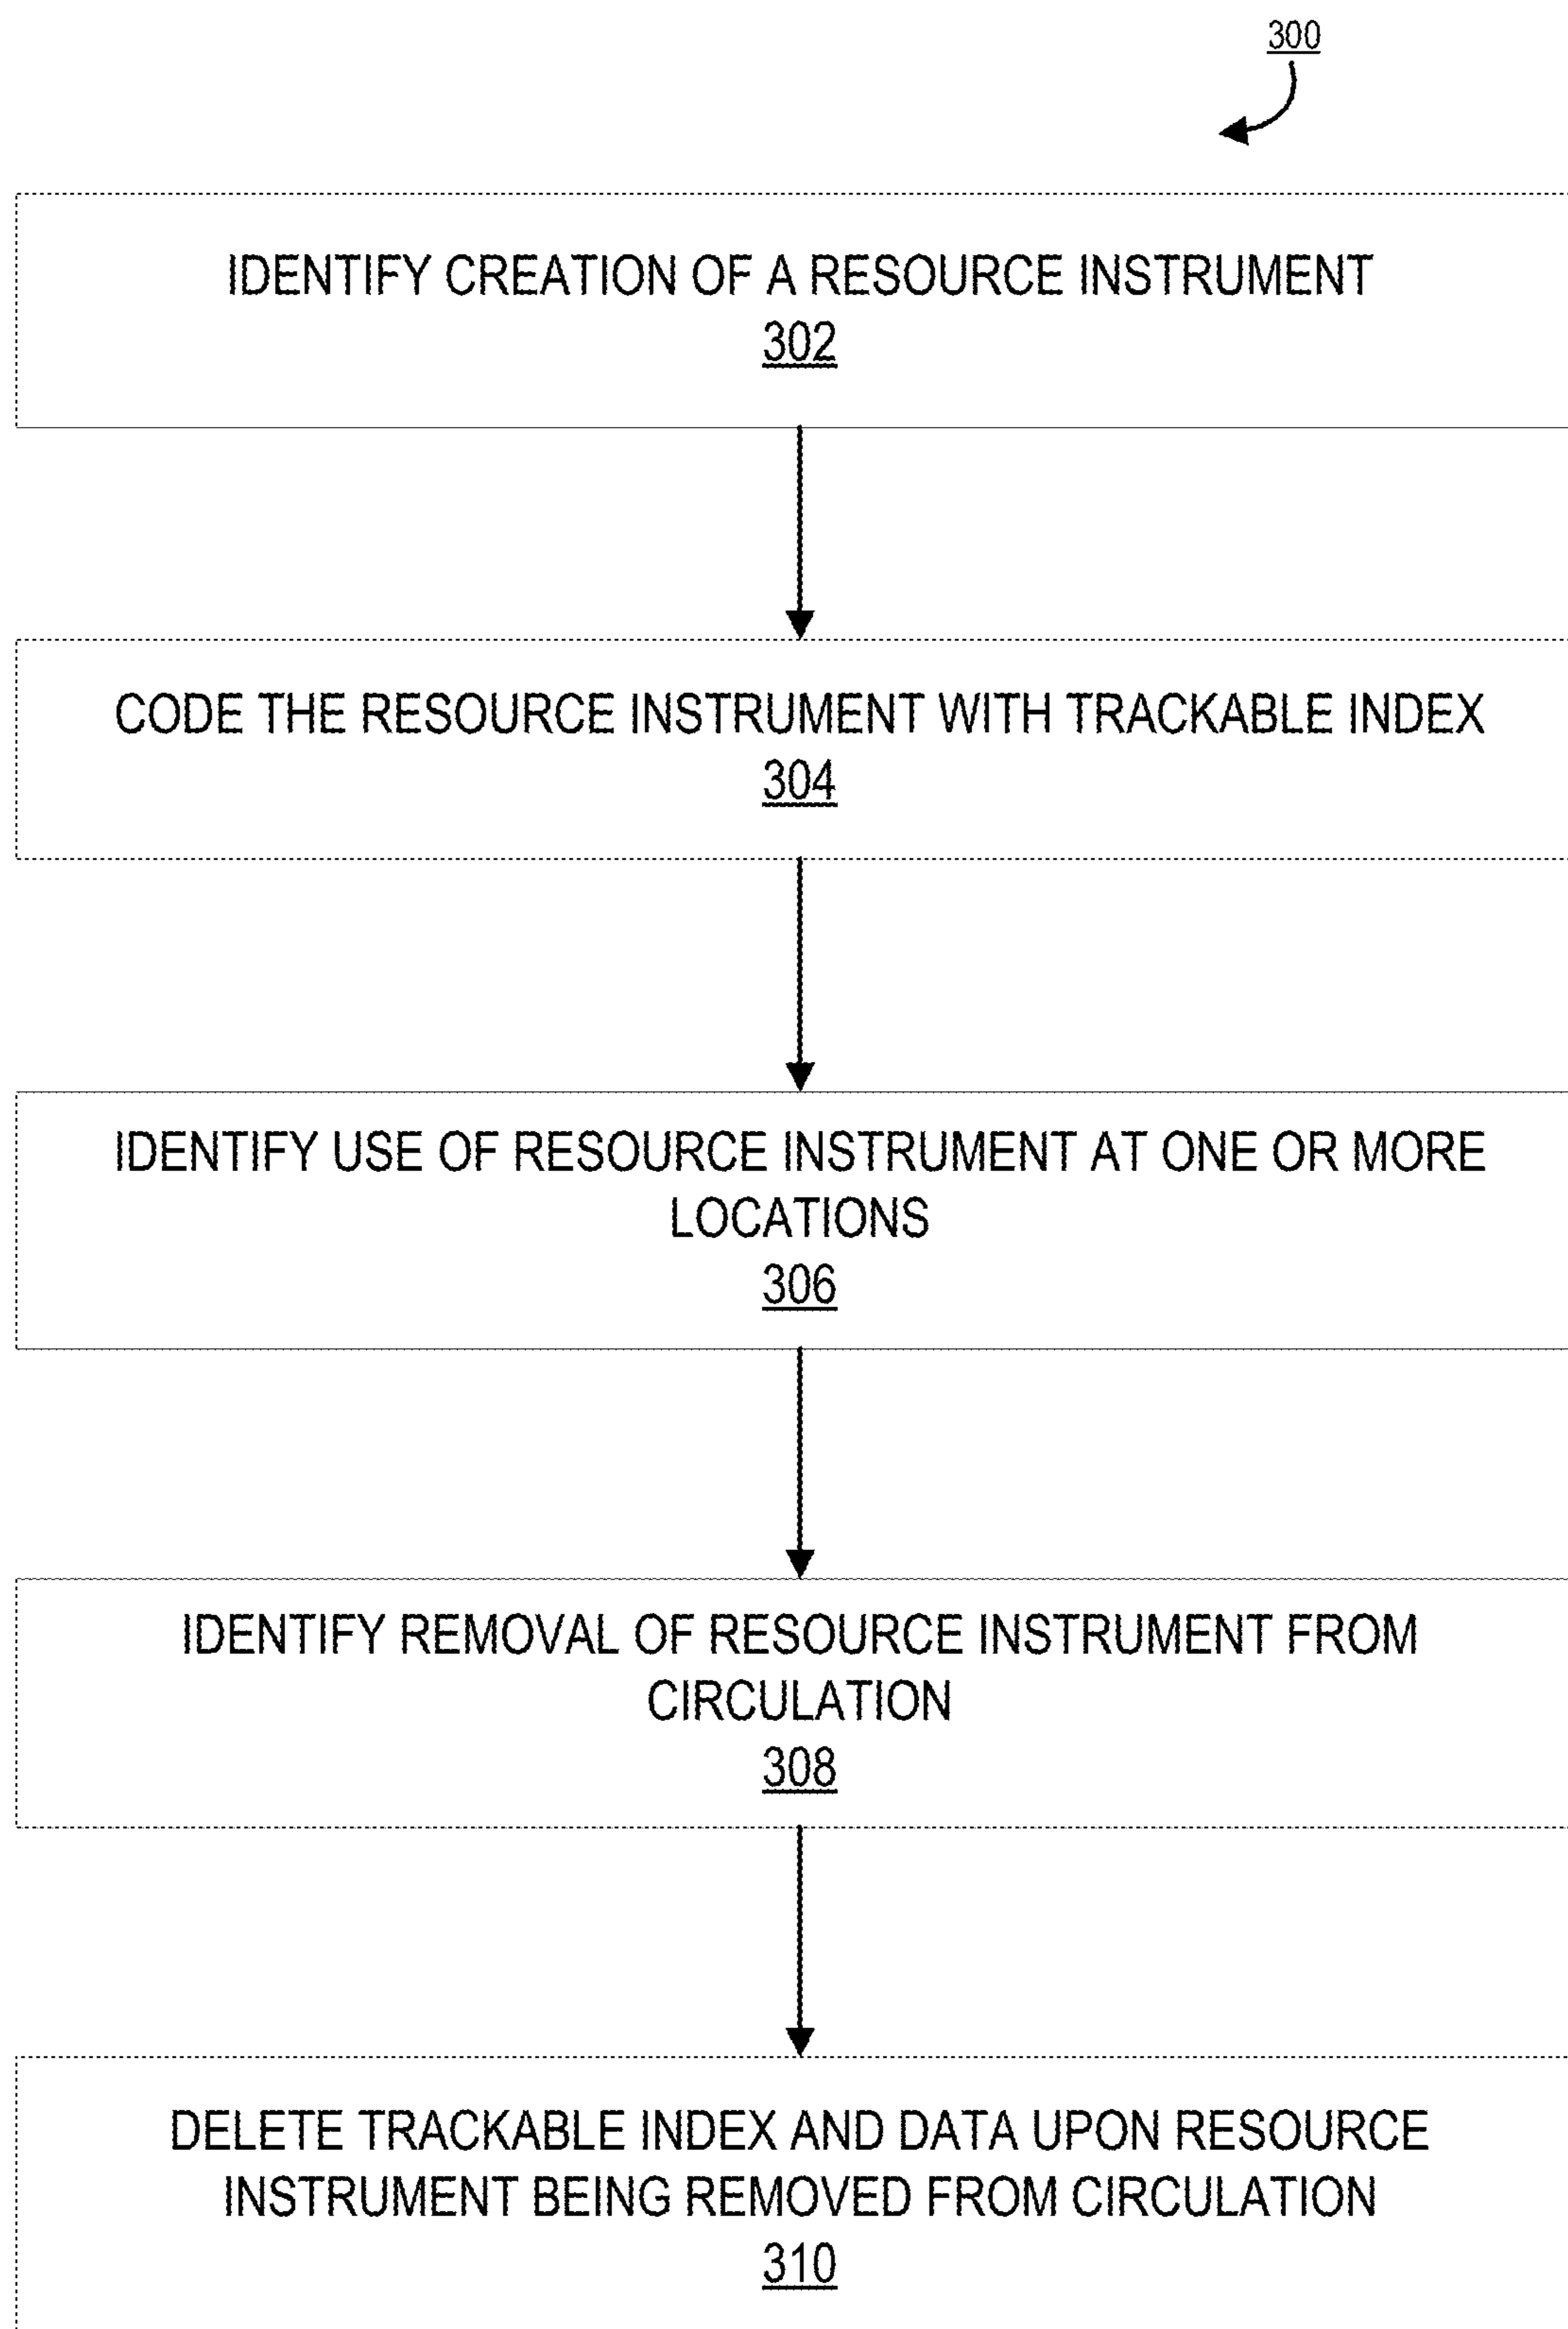 300
IDENTIFY CREATION OF A RESOURCE INSTRUMENT
302
CODE THE RESOURCE INSTRUMENT WITH TRACKABLE INDEX
304
IDENTIFY USE OF RESOURCE INSTRUMENT AT ONE OR MORE
LOCATIONS
306
IDENTIFY REMOVAL OF RESOURCE INSTRUMENT FROM
CIRCULATION
308
DELETE TRACKABLE INDEX AND DATA UPON RESOURCE
INSTRUMENT BEING REMOVED FROM CIRCULATION
310